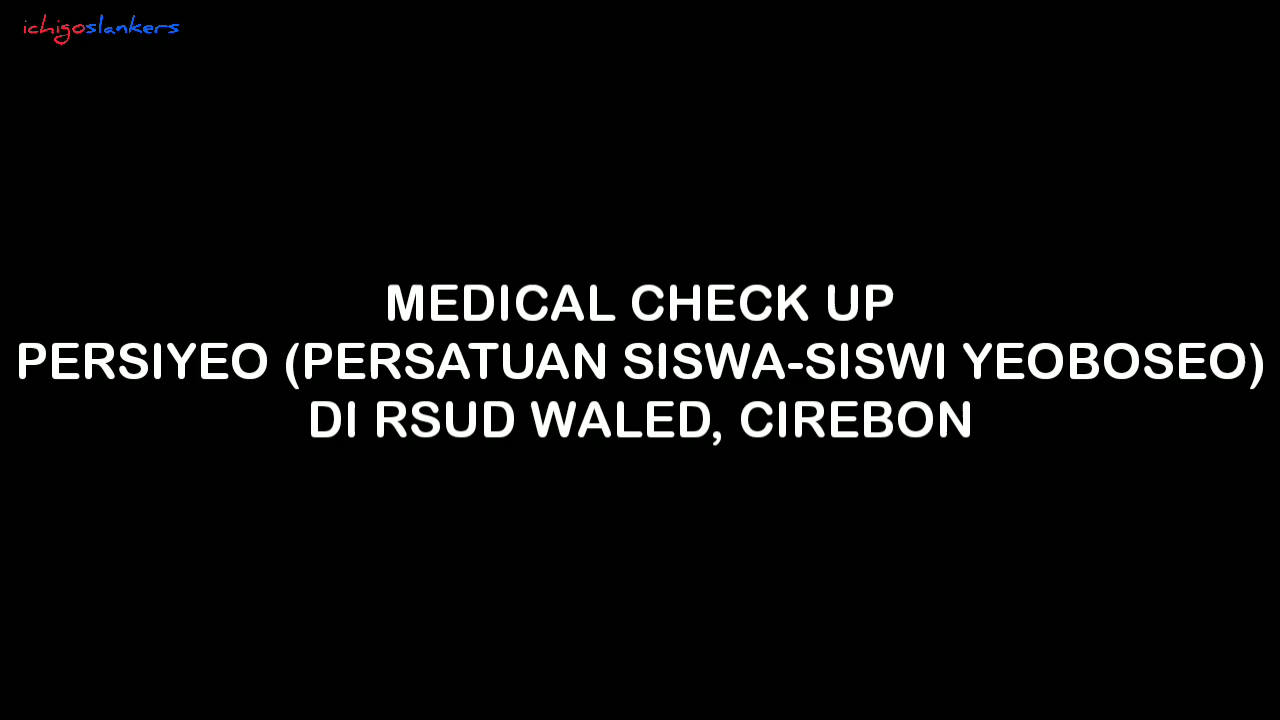 ichigoslankers
MEDICAL CHECK UP
PERSIYEO (PERSATUAN SISWA-SISWI YEOBOSEO)
DI RSUD WALED, CIREBON